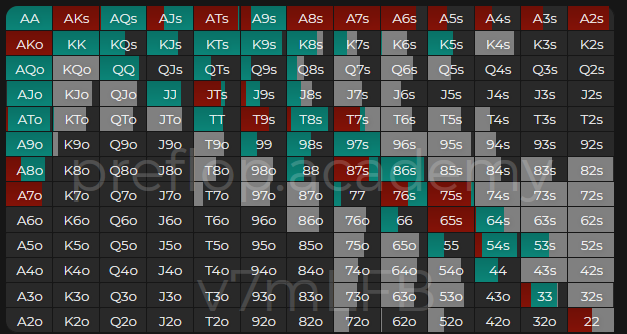 AA AKs AQs AJs ATs A9s A8s A7s A6s A5s A4s A3s A2s
AKo KK KQs KJs KTs K9s K8s K7s K6s K5s K4s K3s K2s
AQo KQo QQ QJs QTs Q9s Q8s Q7s Q6s Q5s Q4s Q3s Q2s
AJo KJo QJo JJ JTs J9s J8s J7s J6s J5s J4s J3s J2s
ATo KTo QTo JTo TT T9s T8s T7s T6s T5s T4s T3s T2s
A9o K9o Q9o J9o T9o 99 98s 97s 96s 95s 94s 93s 92s
A8o K8o Q8o J8o T8o 98o 88 87s 86s 85s 84s 83s 82s
preflop.academy
A7o K7o Q7o J7o T7o 97o 87o 77 76s 75s 74s 73s 72s
A6o K6o Q6o J6o T6o 96o 86o 76o 66 65s 64s 63s 62s
A5o K5o Q5o J5o T5o 95o 85o 75o 65o 55 54s 53s 52s
A4o K4o Q4o J4o T4o 94o 84o 74o 64o 54o 44 43s 42s
v7mLFB
A3o K3o Q3o J3o T3o 93o 83o 73o 63o 53o 43o 33 32s
A2o K2o Q2o J2o T2o 92o 82o 72o 62o 52o 42o 32o 22